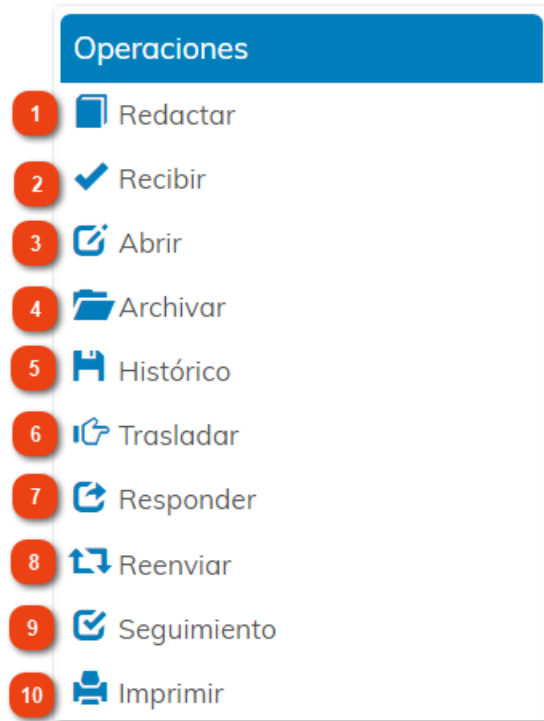 Operaciones
1 Redactar
2 Recibir
3 Abrir
4 Archivar
5 Histórico
6 Trasladar
7 Responder
8 Reenviar
9 Seguimiento
10 Imprimir